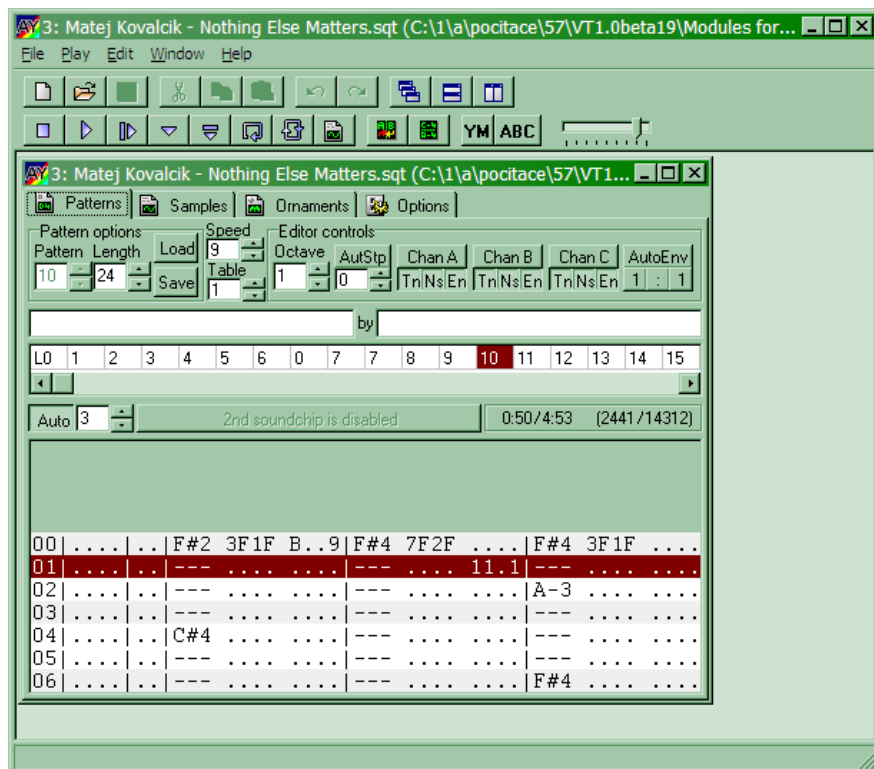 3: Matej Kovalcik - Nothing Else Matters.sqt (C:\1\a\pocitace\57\VT1.0beta19\Modules for...
File Play Edit Window Help
YM ABC
3: Matej Kovalcik - Nothing Else Matters.sqt (C:\1\a\pocitace\57\VT1...
Patterns Samples Ornaments Options
Pattern options Speed Editor controls
Pattern Length Load 9 Octave AutStp Chan A Chan B Chan C AutoEnv
10 24 Save Table 1 1 0 Tn Ns En Tn Ns En Tn Ns En 1 : 1
by
L0 1 2 3 4 5 6 0 7 7 8 9 10 11 12 13 14 15
Auto 3 2nd soundchip is disabled 0:50/4:53 (2441/14312)
00|....|..|F#2 3F1F B..9|F#4 7F2F ....|F#4 3F1F ....
01|....|..|--- .... ....|--- .... 11.1|--- .... ....
02|....|..|--- .... ....|--- .... ....|A-3 .... ....
03|....|..|--- .... ....|--- .... ....|--- .... ....
04|....|..|C#4 .... ....|--- .... ....|--- .... ....
05|....|..|--- .... ....|--- .... ....|--- .... ....
06|....|..|--- .... ....|--- .... ....|F#4 .... ....